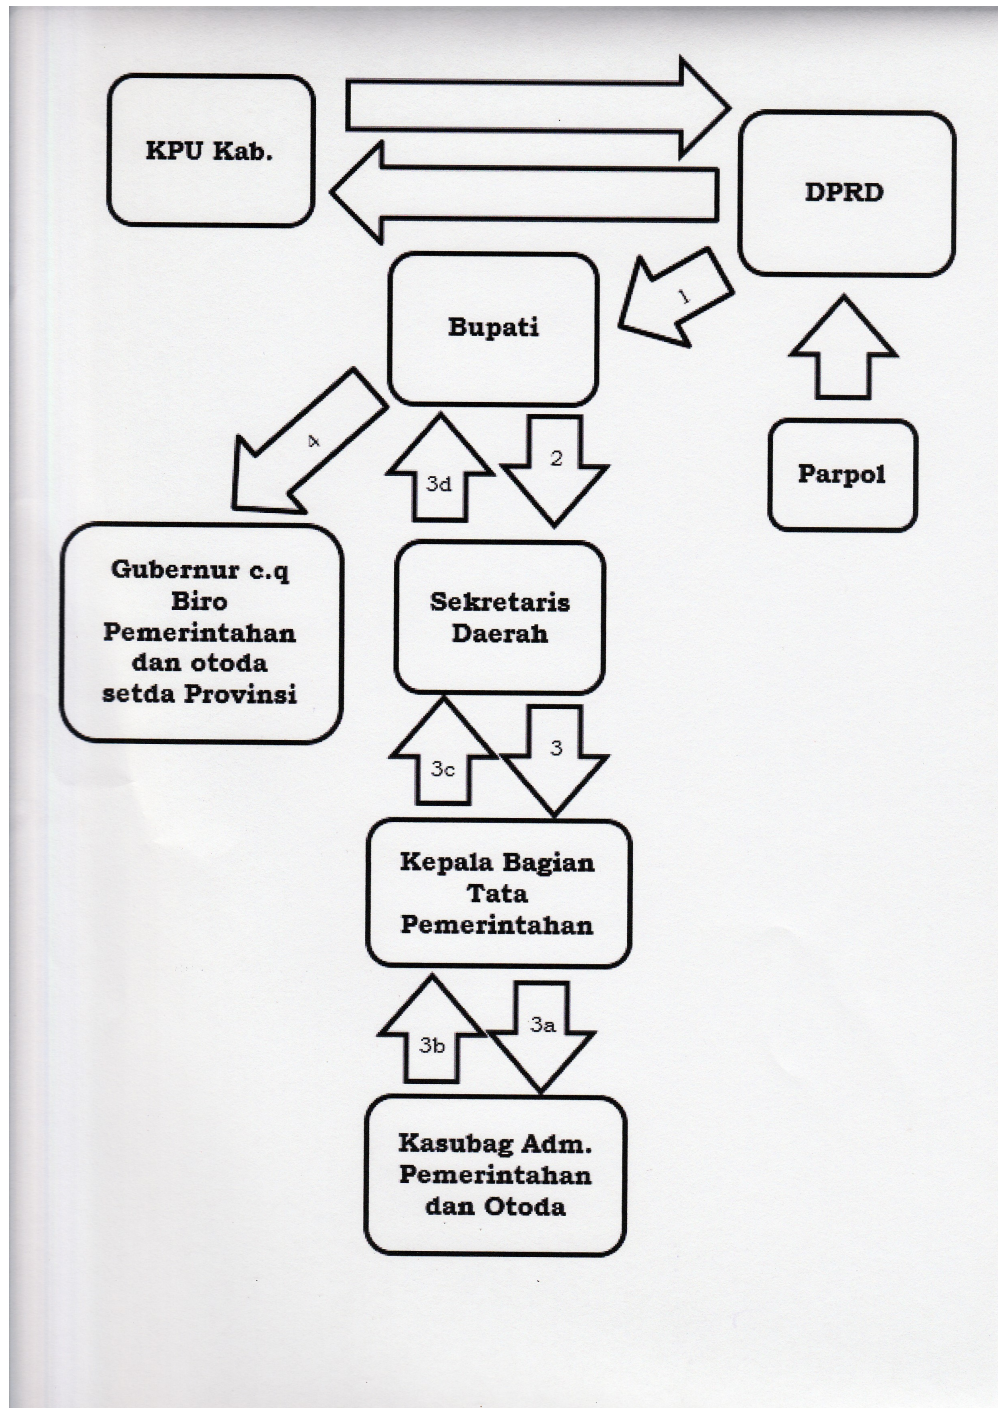 KPU Kab.
DPRD
1
Bupati
4
3d
2
Parpol
Gubernur c.q
Biro
Pemerintahan
dan otoda
setda Provinsi
Sekretaris
Daerah
3c
3
Kepala Bagian
Tata
Pemerintahan
3b
3a
Kasubag Adm.
Pemerintahan
dan Otoda